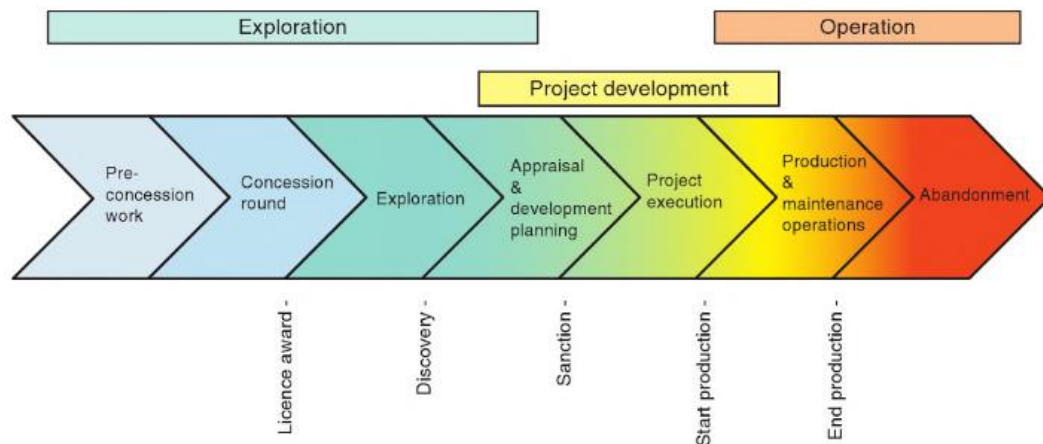 Exploration
Operation
Project development
Pre-
concession
work
Concession
round
Exploration
Appraisal
&
development
planning
Project
execution
Production
&
maintenance
operations
Abandonment
Licence award -
Discovery -
Sanction -
Start production -
End production -